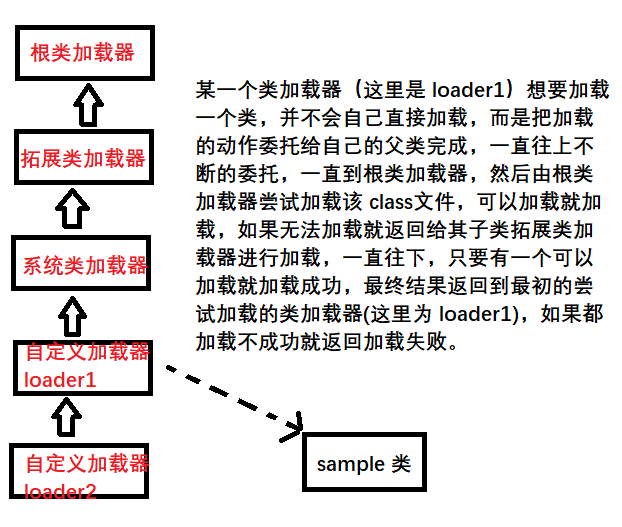 根类加载器
拓展类加载器
系统类加载器
自定义加载器
loader1
自定义加载器
loader2
某一个类加载器（这里是 loader1）想要加载
一个类，并不会自己直接加载，而是把加载
的动作委托给自己的父类完成，一直往上不
断的委托，一直到根类加载器，然后由根类
加载器尝试加载该 class文件，可以加载就加
载，如果无法加载就返回给其子类拓展类加
载器进行加载，一直往下，只要有一个可以
加载就加载成功，最终结果返回到最初的尝
试加载的类加载器(这里为 loader1)，如果都
加载不成功就返回加载失败。
sample 类